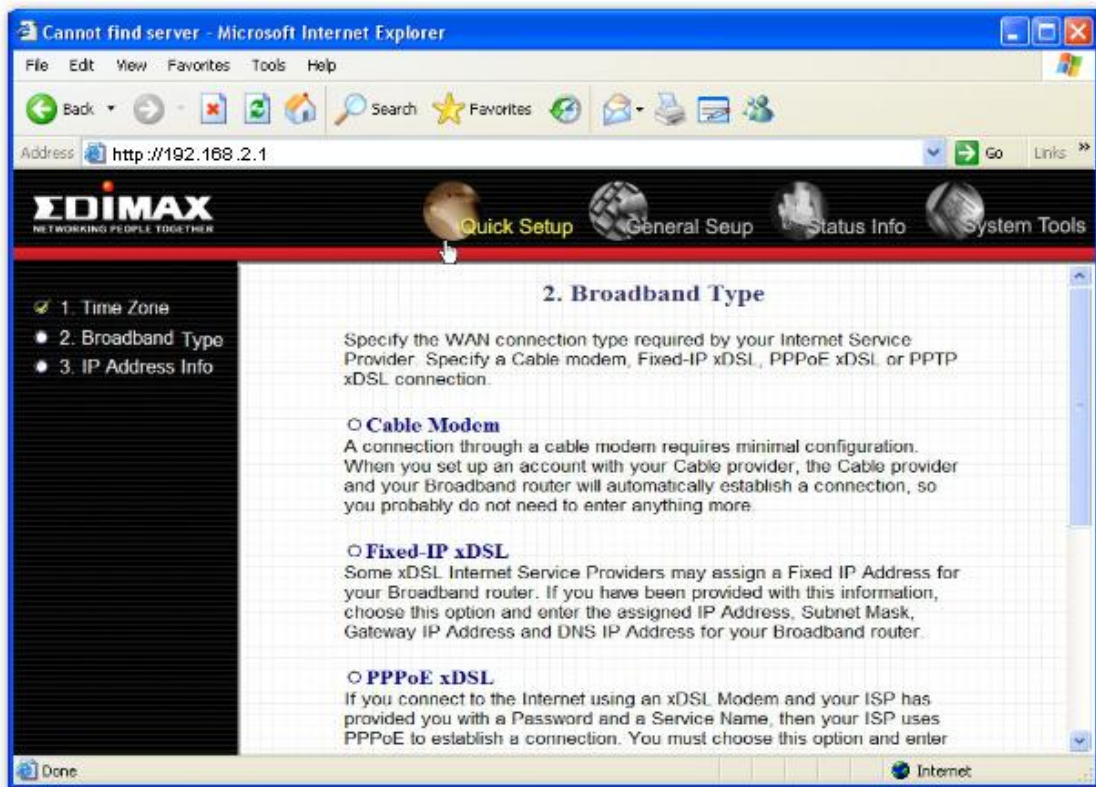 Cannot find server - Microsoft Internet Explorer
File Edit View Favorites Tools Help
Back Search Favorites
Address http://192.168.2.1 Go Links »
EDIMAX
NETWORKING PEOPLE TOGETHER
Quick Setup General Seup Status Info System Tools
1. Time Zone
2. Broadband Type
3. IP Address Info
2. Broadband Type
Specify the WAN connection type required by your Internet Service
Provider. Specify a Cable modem, Fixed-IP xDSL, PPPoE xDSL or PPTP
xDSL connection.
Cable Modem
A connection through a cable modem requires minimal configuration.
When you set up an account with your Cable provider, the Cable provider
and your Broadband router will automatically establish a connection, so
you probably do not need to enter anything more.
Fixed-IP xDSL
Some xDSL Internet Service Providers may assign a Fixed IP Address for
your Broadband router. If you have been provided with this information,
choose this option and enter the assigned IP Address, Subnet Mask,
Gateway IP Address and DNS IP Address for your Broadband router.
PPPoE xDSL
If you connect to the Internet using an xDSL Modem and your ISP has
provided you with a Password and a Service Name, then your ISP uses
PPPoE to establish a connection. You must choose this option and enter
Done Internet